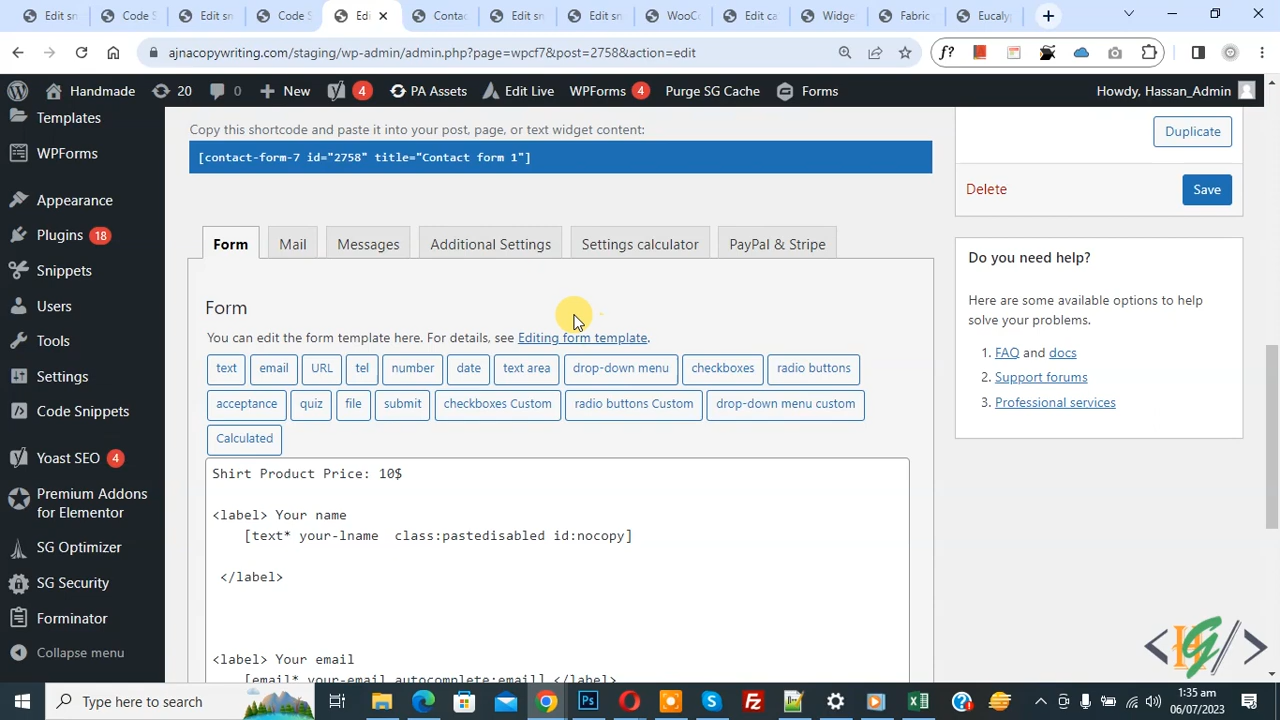 Edit sn
Code S
Edit sn
Code S
Edi
Contac
Edit sn
Edit sn
WooCo
Edit ca
Widge
Fabric
Eucaly
ajnacopywriting.com/staging/wp-admin/admin.php?page=wpcf7&post=2758&action=edit
f?
Handmade
20
New
4
PA Assets
Edit Live
WPForms 4
Purge SG Cache
Forms
Howdy, Hassan_Admin
Templates
WPForms
Appearance
Plugins 18
Snippets
Users
Tools
Settings
Code Snippets
Yoast SEO 4
Premium Addons
for Elementor
SG Optimizer
SG Security
Forminator
Collapse menu
Copy this shortcode and paste it into your post, page, or text widget content:
[contact-form-7 id="2758" title="Contact form 1"]
Form
Mail
Messages
Additional Settings
Settings calculator
PayPal & Stripe
Form
You can edit the form template here. For details, see Editing form template.
text
email
URL
tel
number
date
text area
drop-down menu
checkboxes
radio buttons
acceptance
quiz
file
submit
checkboxes Custom
radio buttons Custom
drop-down menu custom
Calculated
Shirt Product Price: 10$
<label> Your name
[text* your-lname  class:pastedisabled id:nocopy]
</label>
<label> Your email
[email* your-email autocomplete:email] </label>
Duplicate
Delete
Save
Do you need help?
Here are some available options to help
solve your problems.
1. FAQ and docs
2. Support forums
3. Professional services
Type here to search
1:35 am
06/07/2023